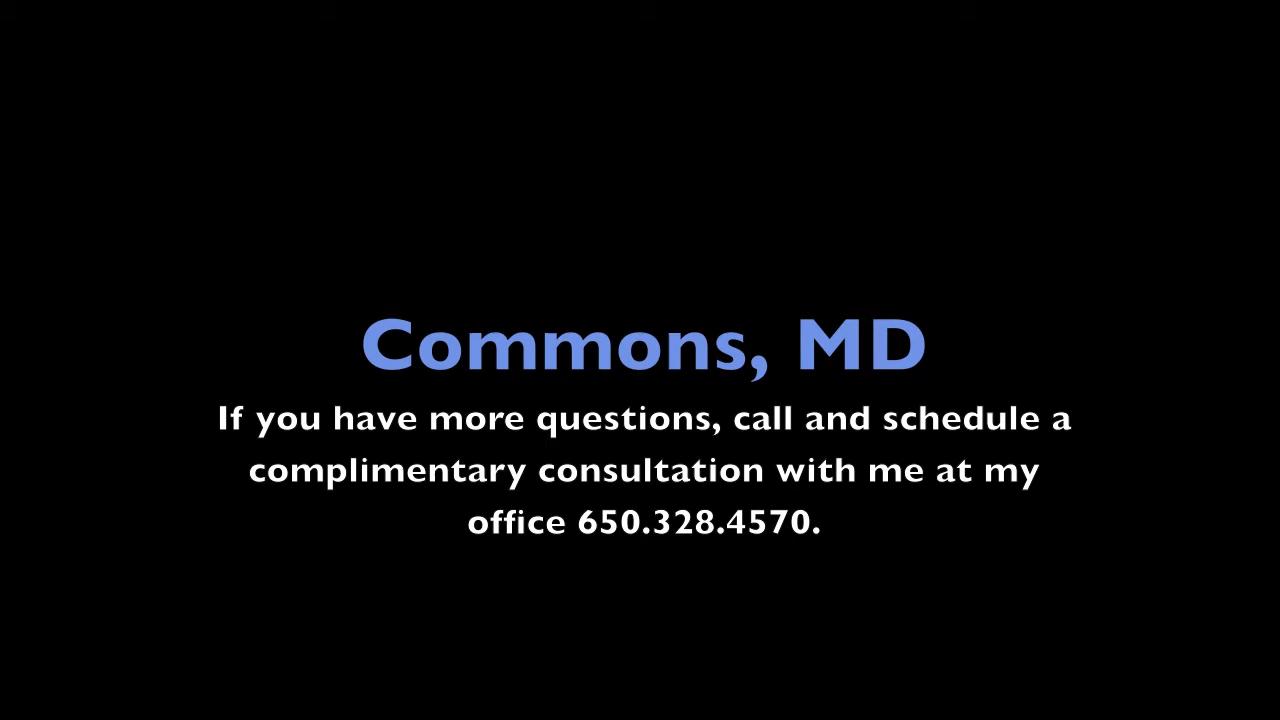 Commons, MD
If you have more questions, call and schedule a
complimentary consultation with me at my
office 650.328.4570.